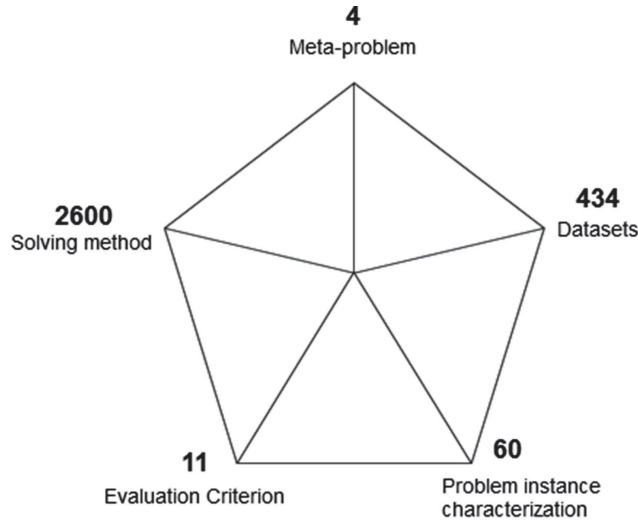 4
Meta-problem
2600
Solving method
434
Datasets
11
Evaluation Criterion
60
Problem instance
characterization